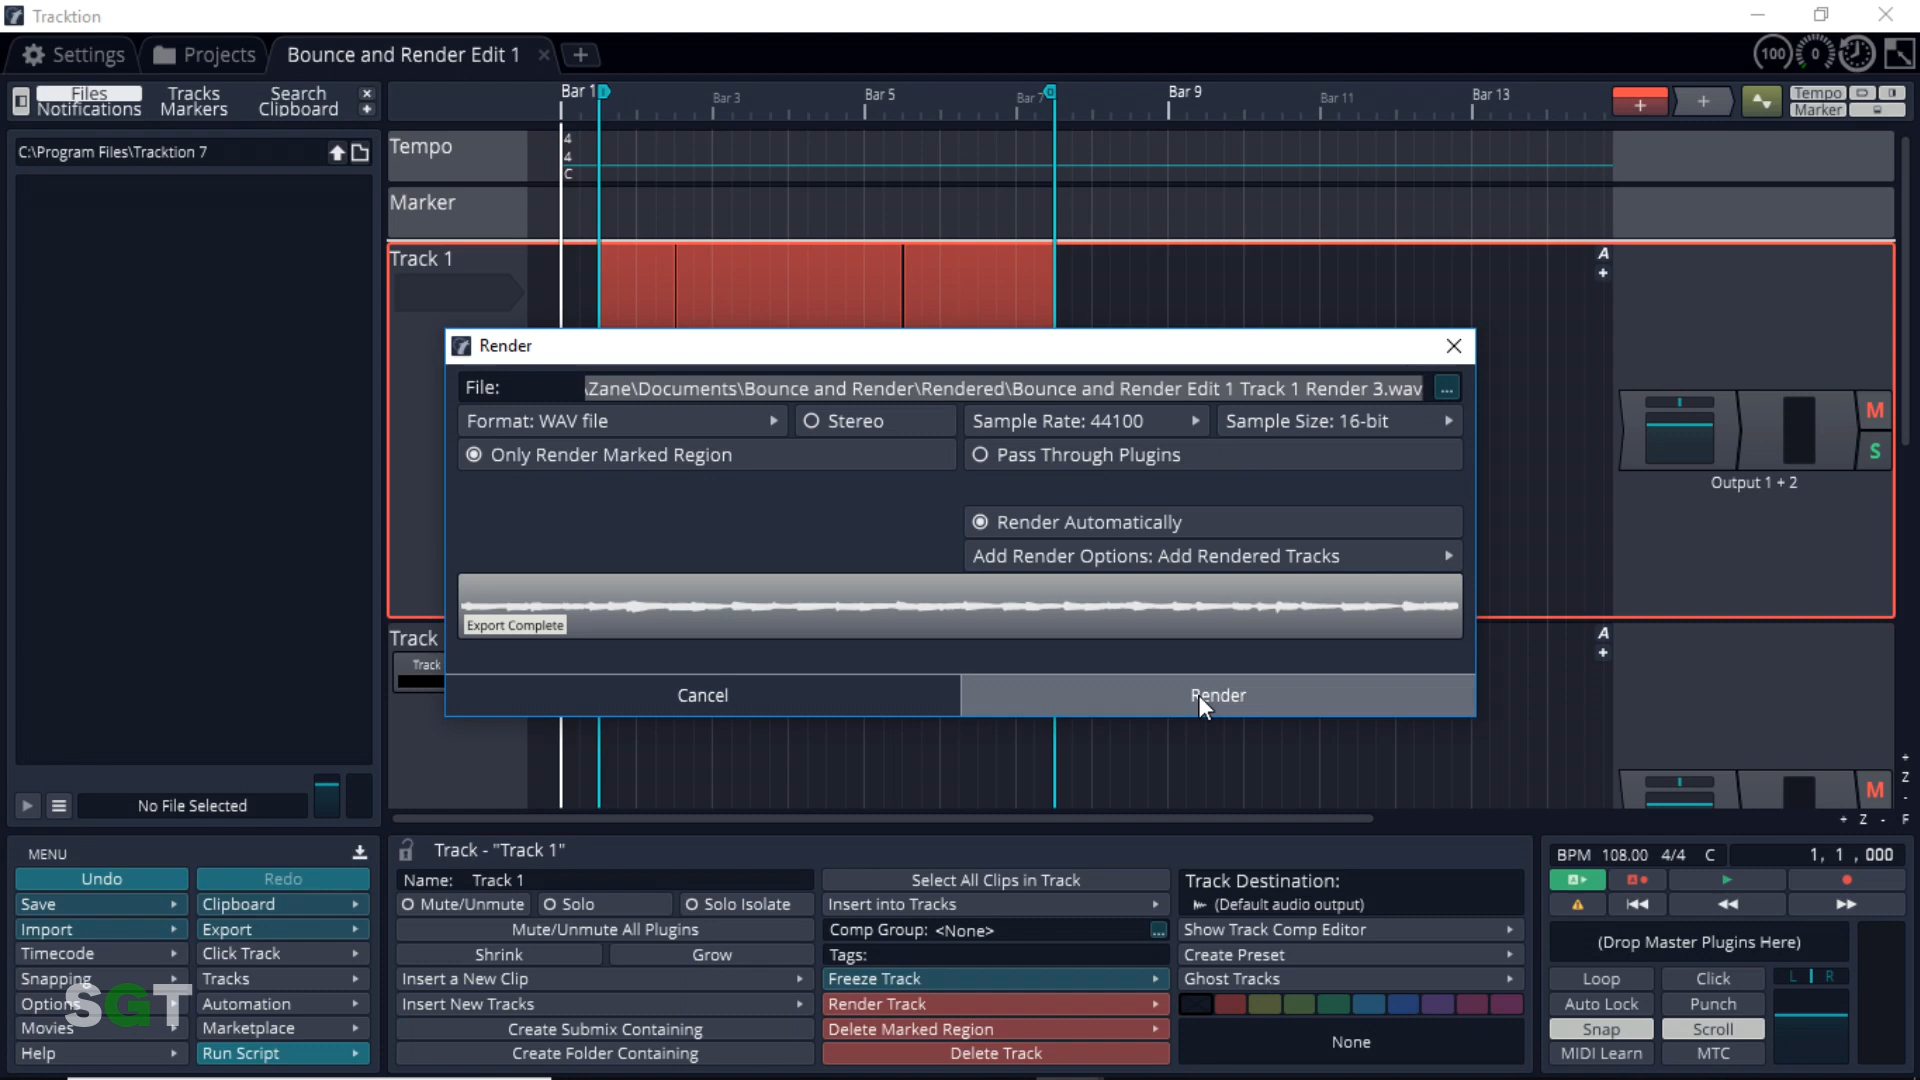 Tracktion
Settings
Projects
Bounce and Render Edit 1
100
0
Files
Notifications
Tracks
Markers
Search
Clipboard
Bar 1
Bar 3
Bar 5
Bar 7
Bar 9
Bar 11
Bar 13
Tempo
Marker
C:\Program Files\Tracktion 7
Tempo
4
4
C
Marker
Track 1
A
+
Render
File:
\Zane\Documents\Bounce and Render\Rendered\Bounce and Render Edit 1 Track 1 Render 3.wav
...
Format: WAV file
Stereo
Sample Rate: 44100
Sample Size: 16-bit
Only Render Marked Region
Pass Through Plugins
Render Automatically
Add Render Options: Add Rendered Tracks
Export Complete
Cancel
Render
M
S
Output 1 + 2
Track
Track
A
+
M
+ Z - F
+
Z
-
No File Selected
MENU
Undo
Redo
Save
Clipboard
Import
Export
Timecode
Click Track
Snapping
Tracks
Options
Automation
Movies
Marketplace
Help
Run Script
SGT
Track - "Track 1"
Name: Track 1
Mute/Unmute
Solo
Solo Isolate
Mute/Unmute All Plugins
Shrink
Grow
Insert a New Clip
Insert New Tracks
Create Submix Containing
Create Folder Containing
Select All Clips in Track
Insert into Tracks
Comp Group: <None>
...
Tags:
Freeze Track
Render Track
Delete Marked Region
Delete Track
Track Destination:
(Default audio output)
Show Track Comp Editor
Create Preset
Ghost Tracks
None
BPM 108.00 4/4 C
1, 1 , 000
(Drop Master Plugins Here)
Loop
Click
L R
Auto Lock
Punch
Snap
Scroll
MIDI Learn
MTC